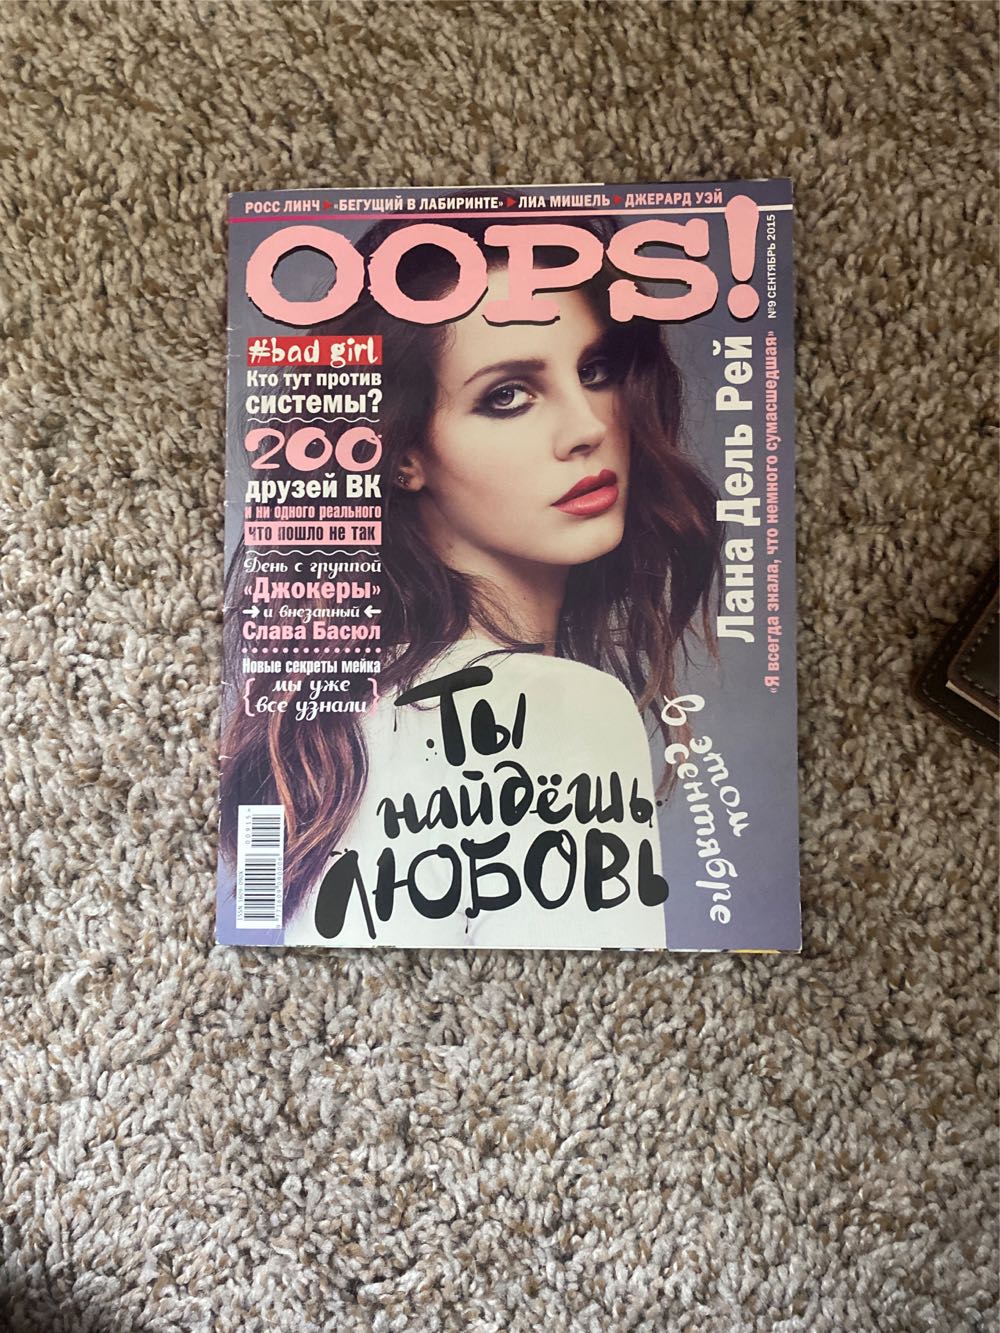 РОСС ЛИНЧ ▶ «БЕГУЩИЙ В ЛАБИРИНТЕ» ▶ ЛИА МИШЕЛЬ ▶ ДЖЕРАРД УЭЙ
OOPS!
№9 СЕНТЯБРЬ 2015
#bad girl
Кто тут против
системы?
200
друзей ВК
и ни одного реального
что пошло не так
День с группой
«Джокеры»
и внезапный
Слава Басюл
Новые секреты мейка
{ мы уже
все узнали }
Лана Дель Рей
«Я всегда знала, что немного сумасшедшая»
Ты
найдёшь
ЛЮБОВЬ
в сентябре
тоже
00915